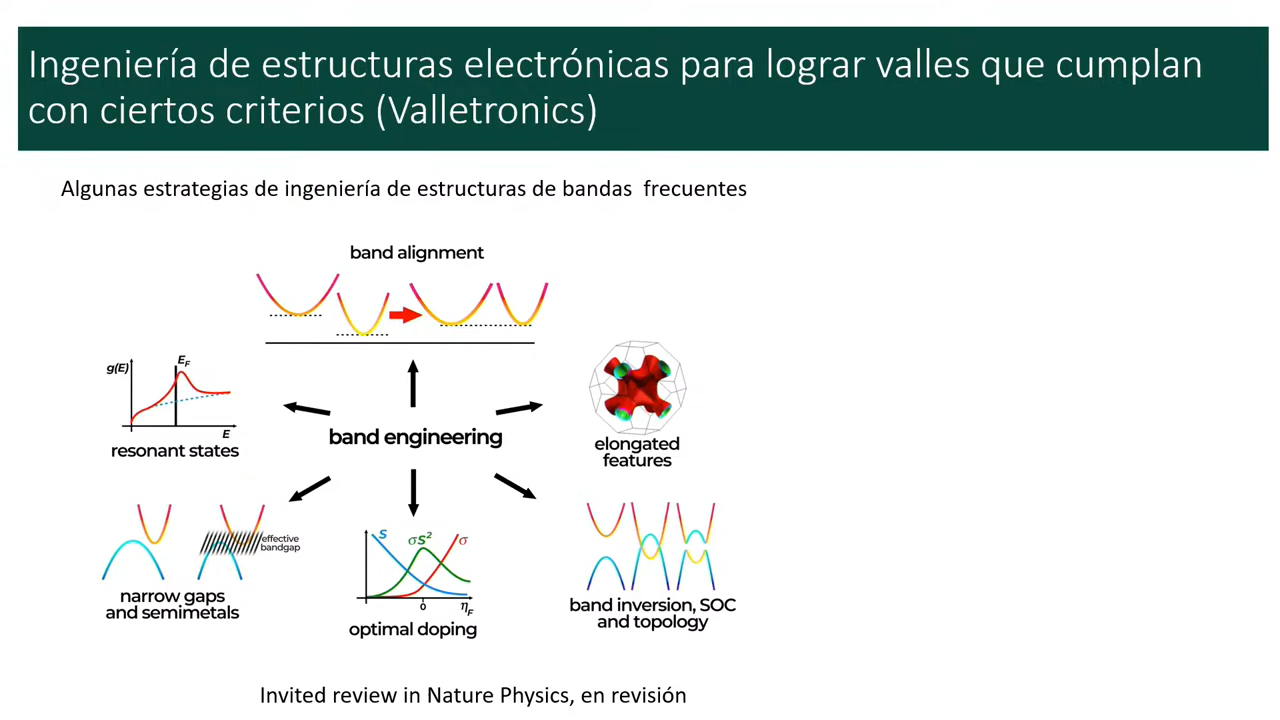 Ingeniería de estructuras electrónicas para lograr valles que cumplan
con ciertos criterios (Valletronics)
Algunas estrategias de ingeniería de estructuras de bandas frecuentes
band alignment
g(E)
E_F
E
resonant states
band engineering
elongated
features
effective
bandgap
narrow gaps
and semimetals
S
σS²
σ
0
η_F
optimal doping
band inversion, SOC
and topology
Invited review in Nature Physics, en revisión